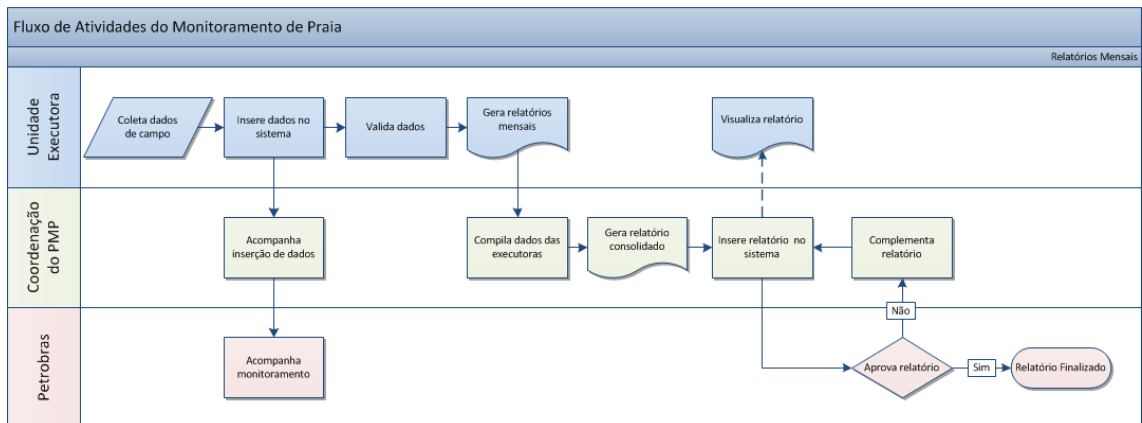 Fluxo de Atividades do Monitoramento de Praia
Relatórios Mensais
Unidade
Executora
Coleta dados
de campo
Insere dados no
sistema
Valida dados
Gera relatórios
mensais
Visualiza relatório
Coordenação
do PMP
Acompanha
inserção de dados
Compila dados das
executoras
Gera relatório
consolidado
Insere relatório no
sistema
Complementa
relatório
Não
Petrobras
Acompanha
monitoramento
Aprova relatório
Sim
Relatório Finalizado